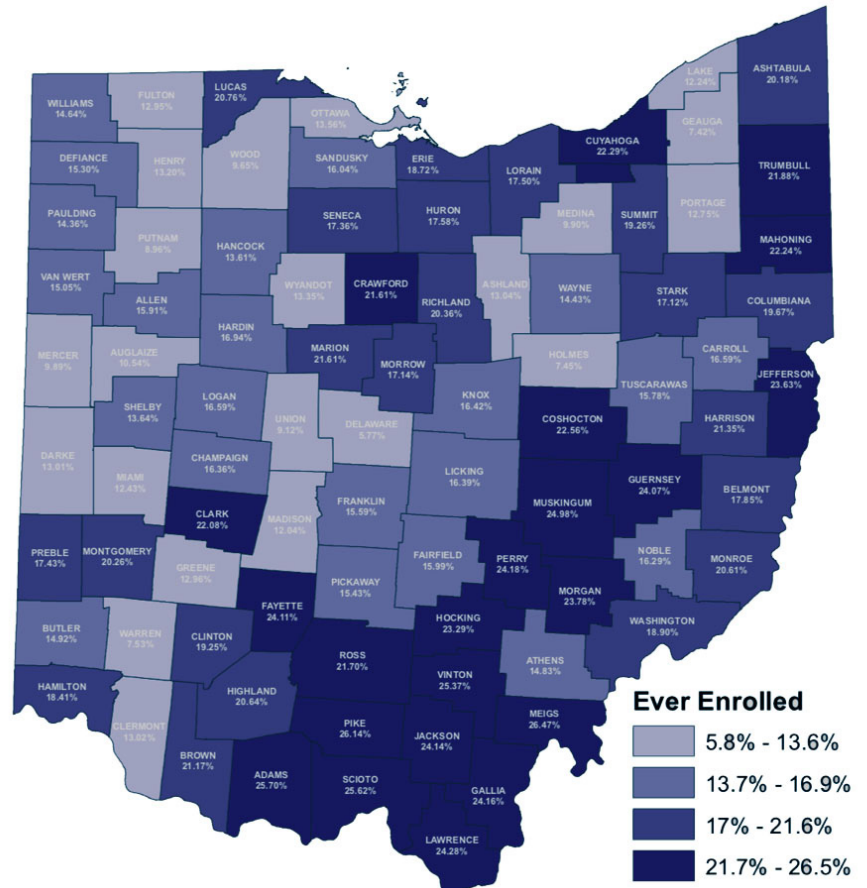 LAKE
12.24%
ASHTABULA
20.18%
FULTON
12.95%
LUCAS
20.76%
WILLIAMS
14.64%
OTTAWA
12.56%
GEAUGA
7.42%
CUYAHOGA
22.29%
DEFIANCE
15.30%
HENRY
13.20%
WOOD
9.65%
SANDUSKY
16.04%
ERIE
18.72%
LORAIN
17.50%
TRUMBULL
21.88%
PAULDING
14.36%
SENECA
17.36%
HURON
17.58%
MEDINA
9.90%
SUMMIT
19.26%
PORTAGE
12.75%
PUTNAM
8.96%
HANCOCK
13.61%
MAHONING
22.24%
VAN WERT
15.05%
ALLEN
15.91%
WYANDOT
13.35%
CRAWFORD
21.61%
RICHLAND
20.36%
ASHLAND
13.04%
WAYNE
14.43%
STARK
17.12%
COLUMBIANA
19.67%
HARDIN
16.94%
MERCER
9.89%
AUGLAIZE
10.54%
MARION
21.61%
MORROW
17.14%
HOLMES
7.45%
CARROLL
16.59%
JEFFERSON
23.63%
TUSCARAWAS
15.78%
SHELBY
13.64%
LOGAN
16.59%
UNION
9.12%
DELAWARE
5.77%
KNOX
16.42%
COSHOCTON
22.56%
HARRISON
21.35%
DARKE
13.01%
CHAMPAIGN
16.36%
LICKING
16.39%
GUERNSEY
24.07%
BELMONT
17.85%
MIAMI
12.43%
CLARK
22.08%
MADISON
12.04%
FRANKLIN
15.59%
MUSKINGUM
24.98%
PREBLE
17.43%
MONTGOMERY
20.26%
GREENE
12.96%
FAIRFIELD
15.99%
PERRY
24.18%
NOBLE
16.29%
MONROE
20.61%
PICKAWAY
15.43%
MORGAN
23.78%
FAYETTE
24.11%
BUTLER
14.92%
WARREN
7.53%
CLINTON
19.25%
HOCKING
23.29%
WASHINGTON
18.90%
ROSS
21.70%
ATHENS
14.83%
VINTON
25.37%
HAMILTON
18.41%
HIGHLAND
20.64%
CLERMONT
13.02%
PIKE
26.14%
JACKSON
24.14%
MEIGS
26.47%
BROWN
21.17%
ADAMS
25.70%
SCIOTO
25.62%
GALLIA
24.16%
LAWRENCE
24.28%
Ever Enrolled
5.8% - 13.6%
13.7% - 16.9%
17% - 21.6%
21.7% - 26.5%